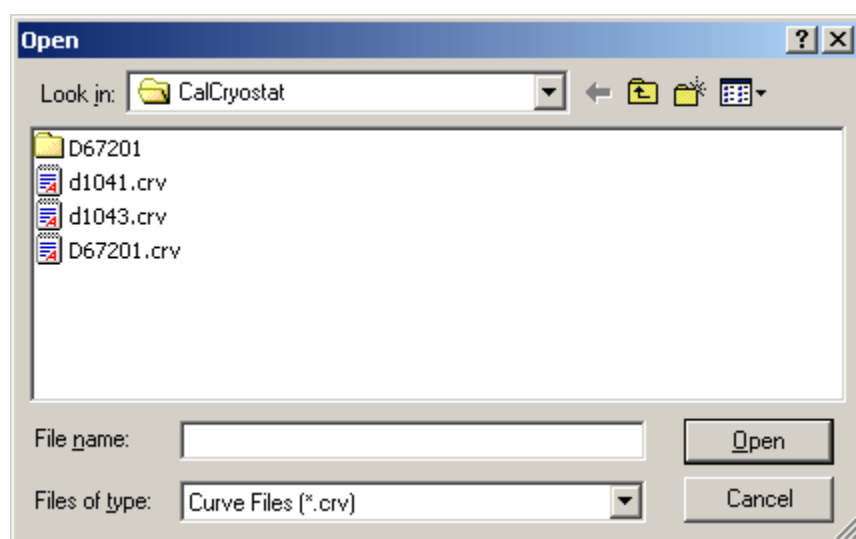 Open
Look in: CalCryostat
D67201
d1041.crv
d1043.crv
D67201.crv
File name: Open
Files of type: Curve Files (*.crv) Cancel